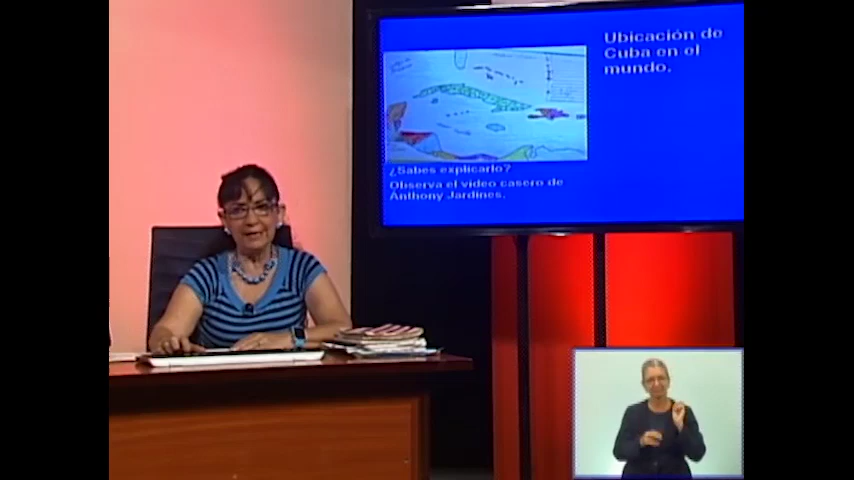 Ubicación de
Cuba en el
mundo.
¿Sabes explicarlo?
Observa el video casero de
Anthony Jardines.